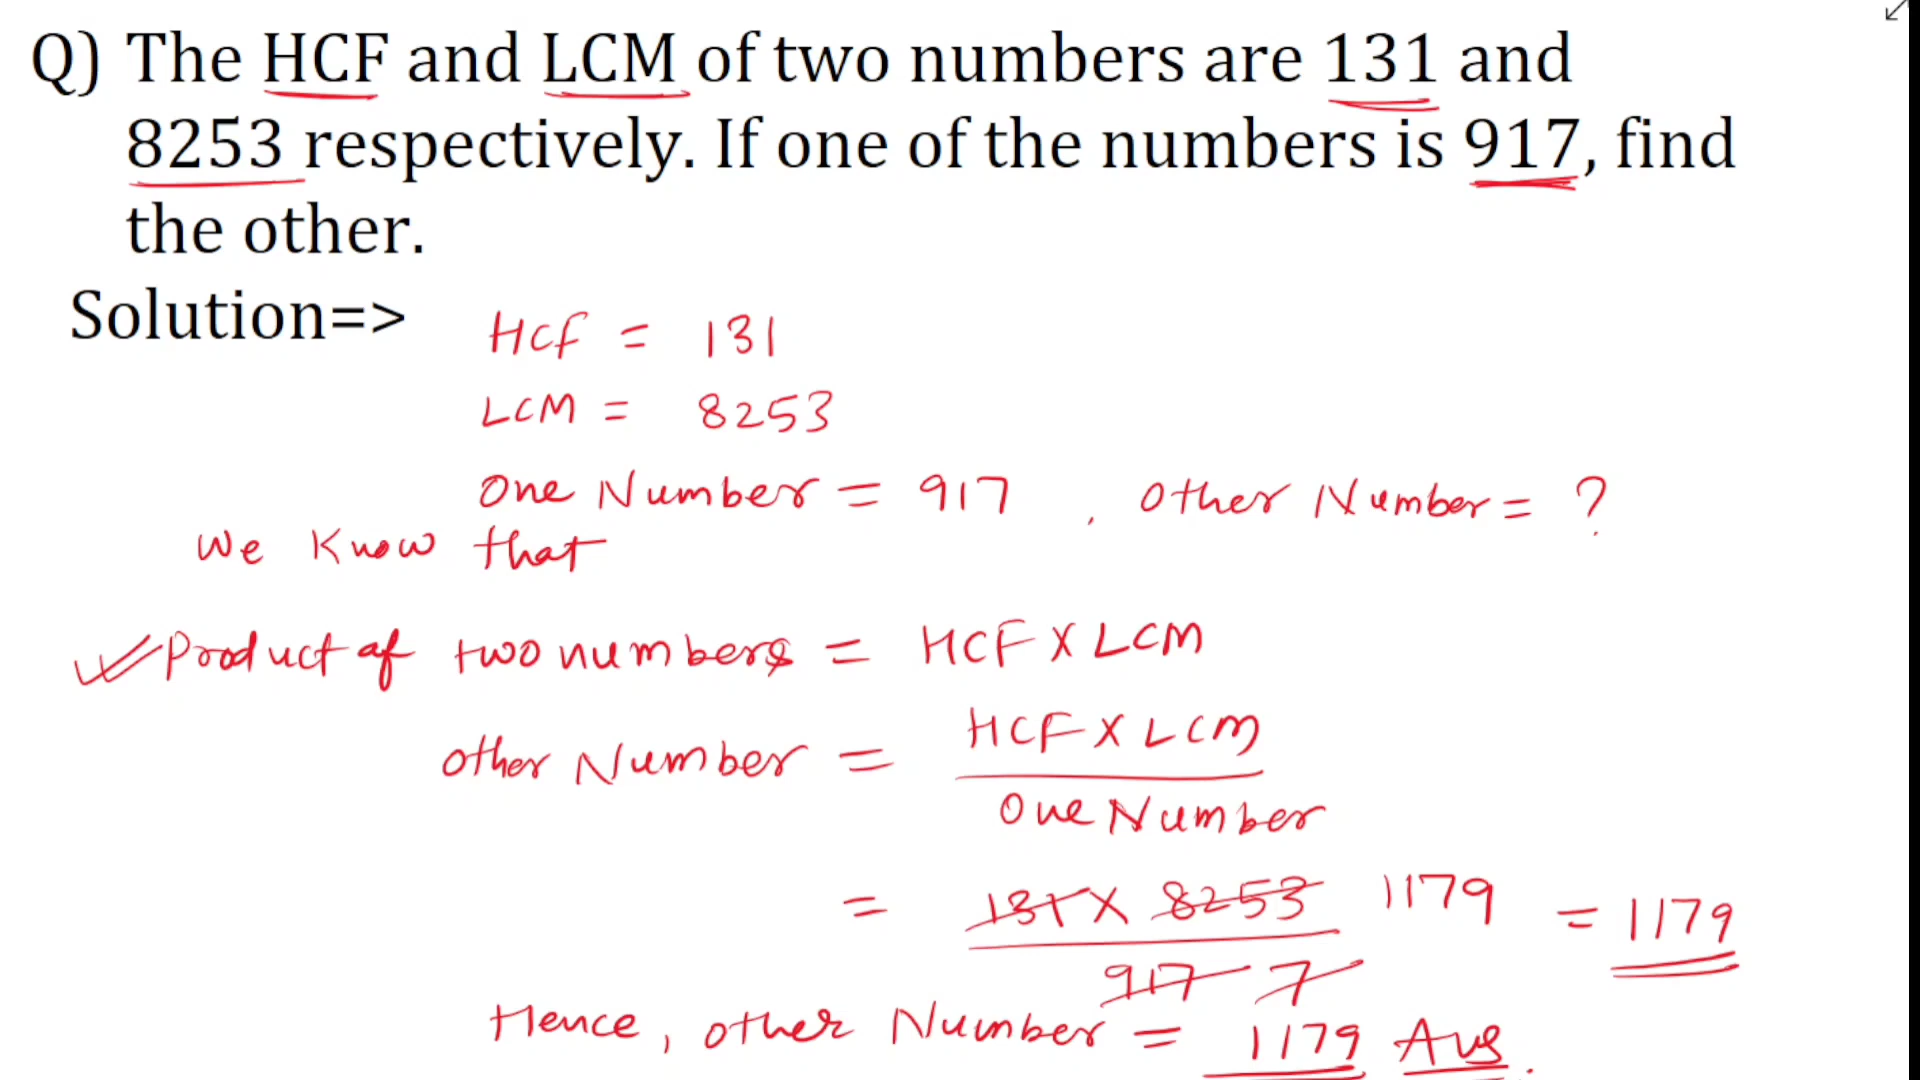 Q) The HCF and LCM of two numbers are 131 and
8253 respectively. If one of the numbers is 917, find
the other.
Solution=>
HCF = 131
LCM = 8253
One Number = 917 , Other Number = ?
We Know that
Product of two numbers = HCF X LCM
Other Number = HCF X LCM
One Number
= 131 X 8253 1179 = 1179
917 7
Hence, other Number = 1179 Ans.